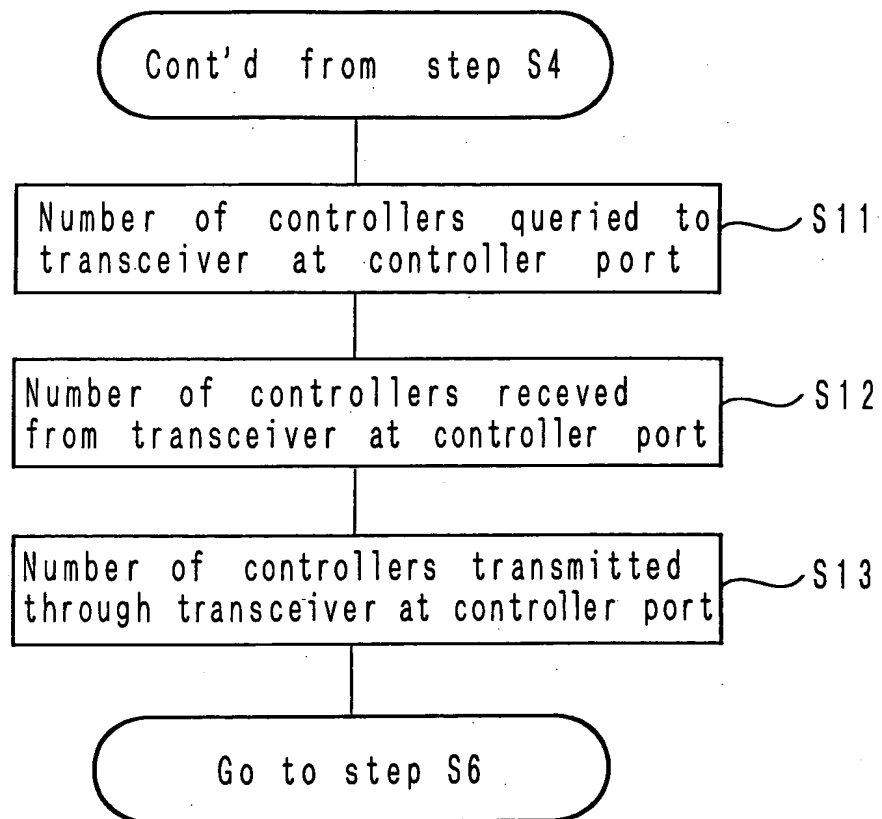 Cont'd from step S4
Number of controllers queried to
transceiver at controller port
S11
Number of controllers receved
from transceiver at controller port
S12
Number of controllers transmitted
through transceiver at controller port
S13
Go to step S6